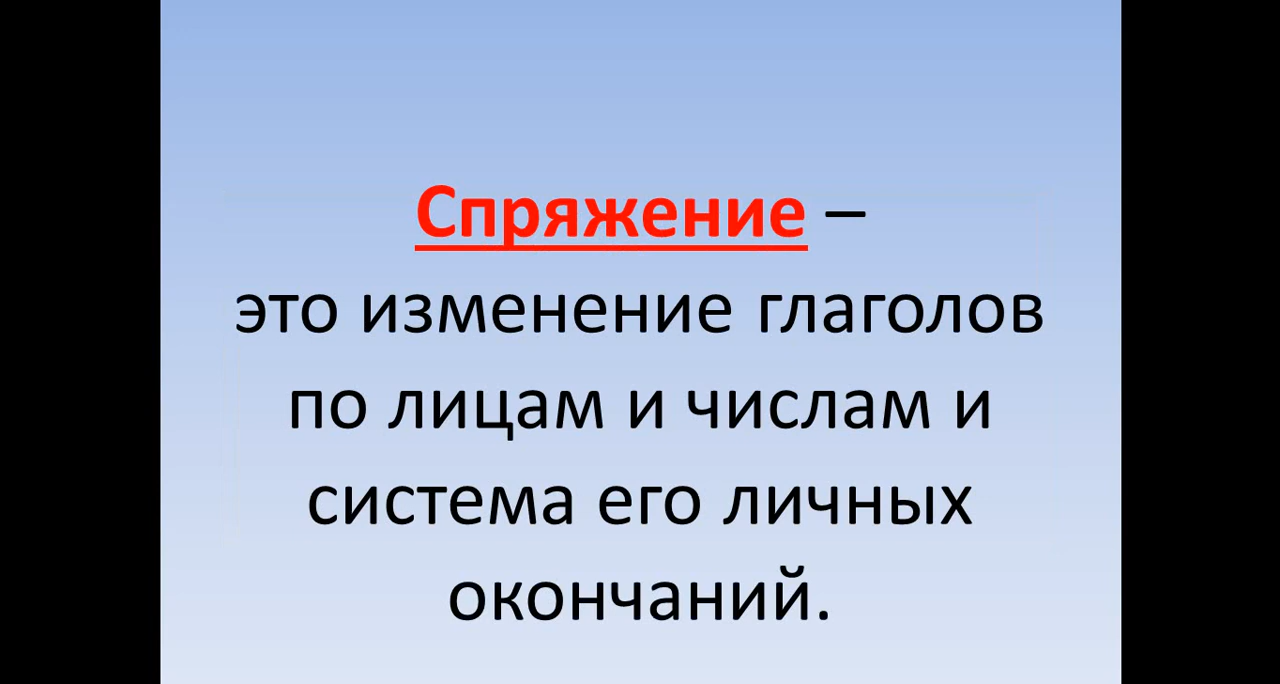 Спряжение –
это изменение глаголов
по лицам и числам и
система его личных
окончаний.